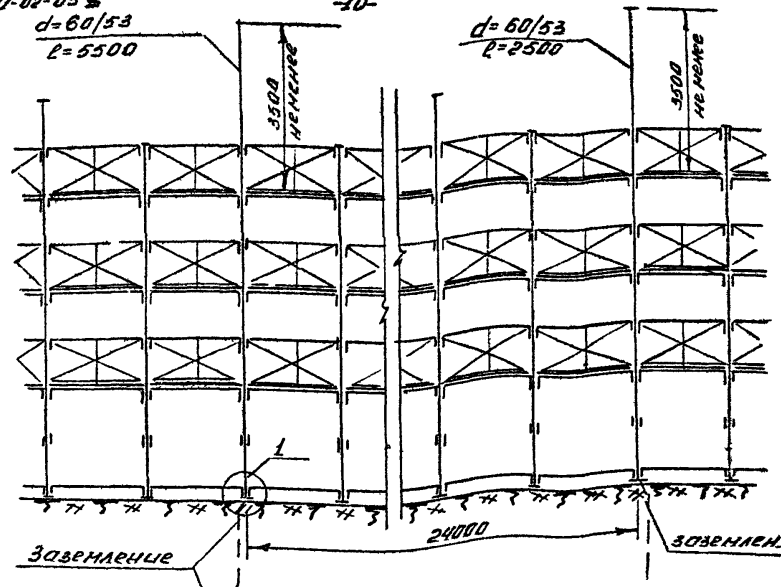 -10-
d=60/53
ℓ=5500
3500
не менее
d=60/53
ℓ=2500
3500
не менее
1
24000
Заземление
заземлен